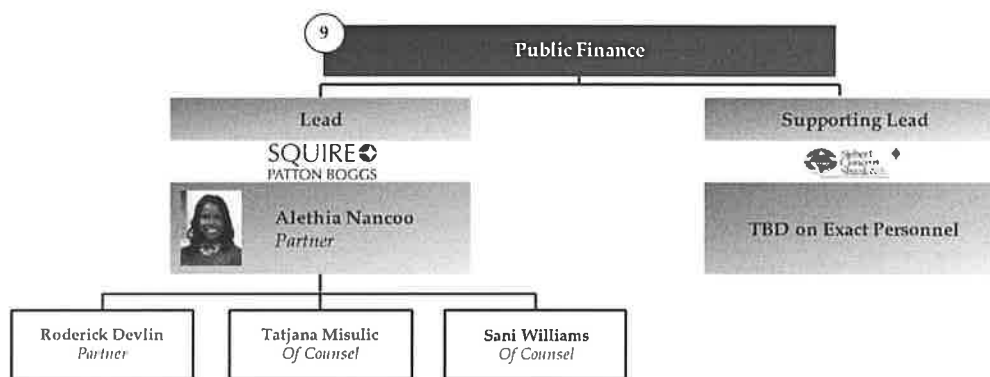 9
Public Finance
Lead
Supporting Lead
SQUIRE
PATTON BOGGS
Alethia Nancoo
Partner
TBD on Exact Personnel
Roderick Devlin
Partner
Tatjana Misulic
Of Counsel
Sani Williams
Of Counsel